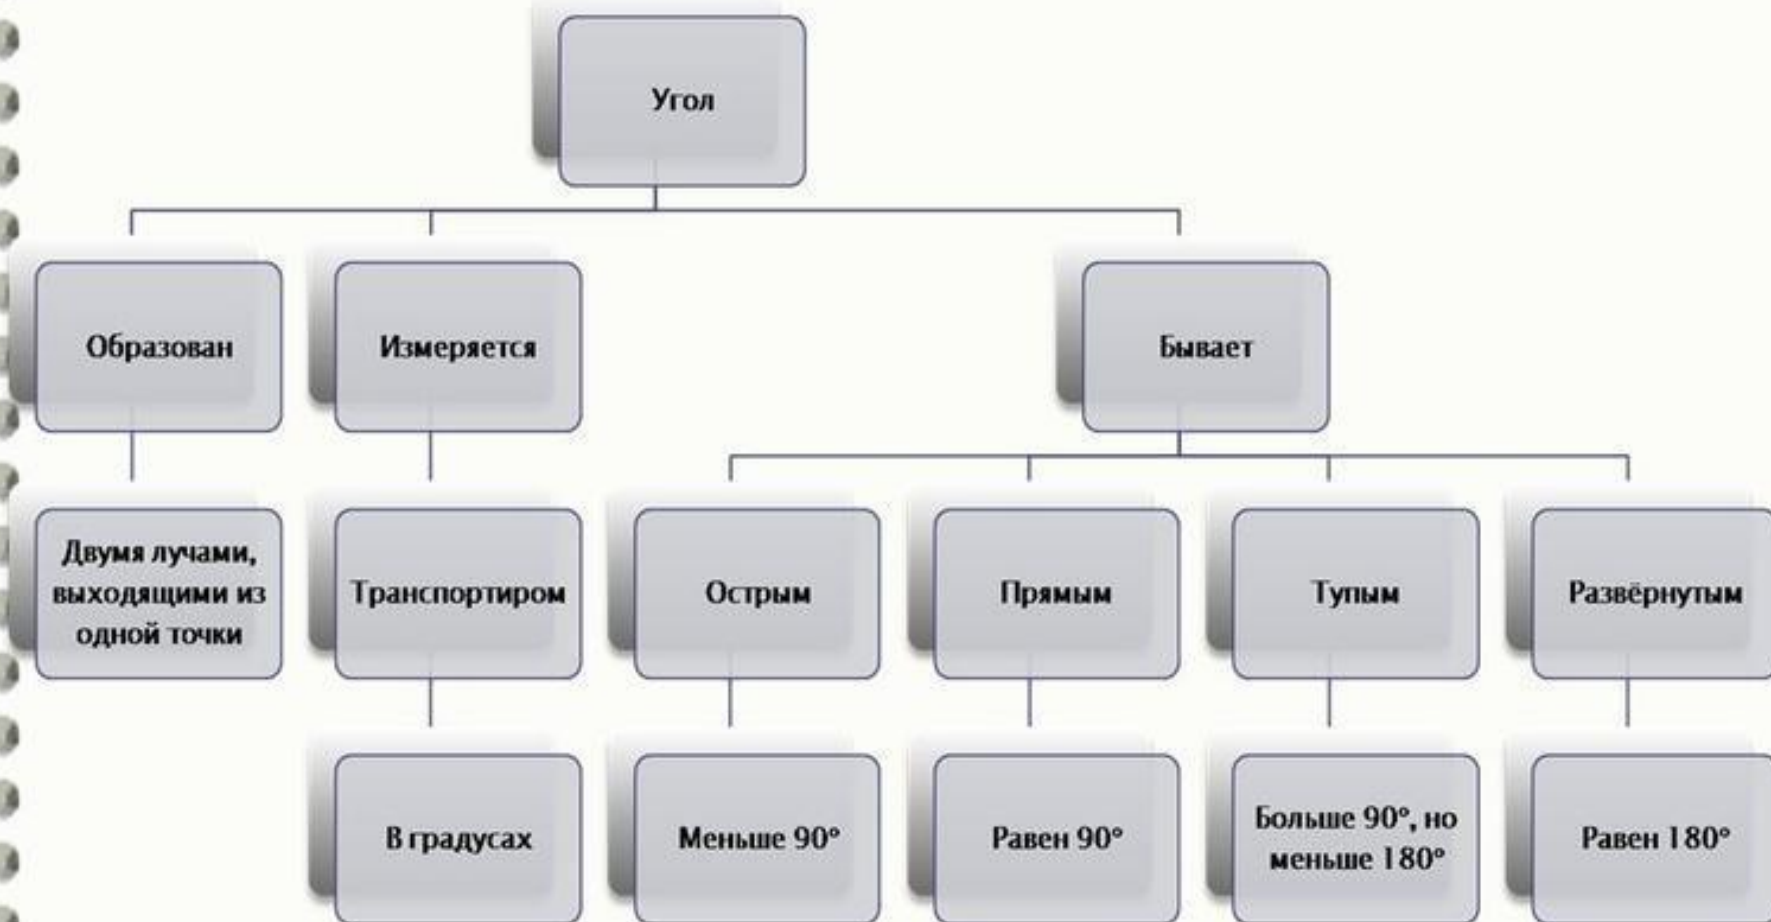 Угол
Образован
Измеряется
Бывает
Двумя лучами,
выходящими из
одной точки
Транспортиром
Острым
Прямым
Тупым
Развёрнутым
В градусах
Меньше 90°
Равен 90°
Больше 90°, но
меньше 180°
Равен 180°